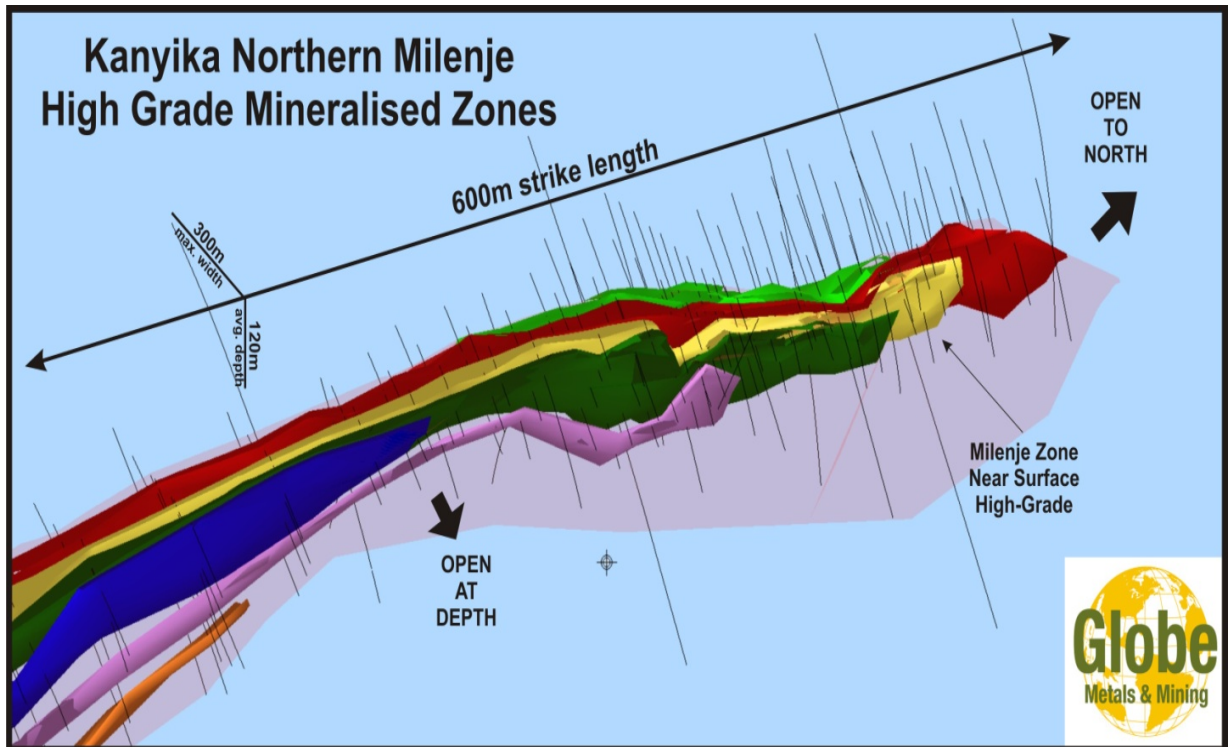 Kanyika Northern Milenje
High Grade Mineralised Zones
OPEN
TO
NORTH
600m strike length
300m
max. width
120m
avg. depth
Milenje Zone
Near Surface
High-Grade
OPEN
AT
DEPTH
Globe
Metals & Mining